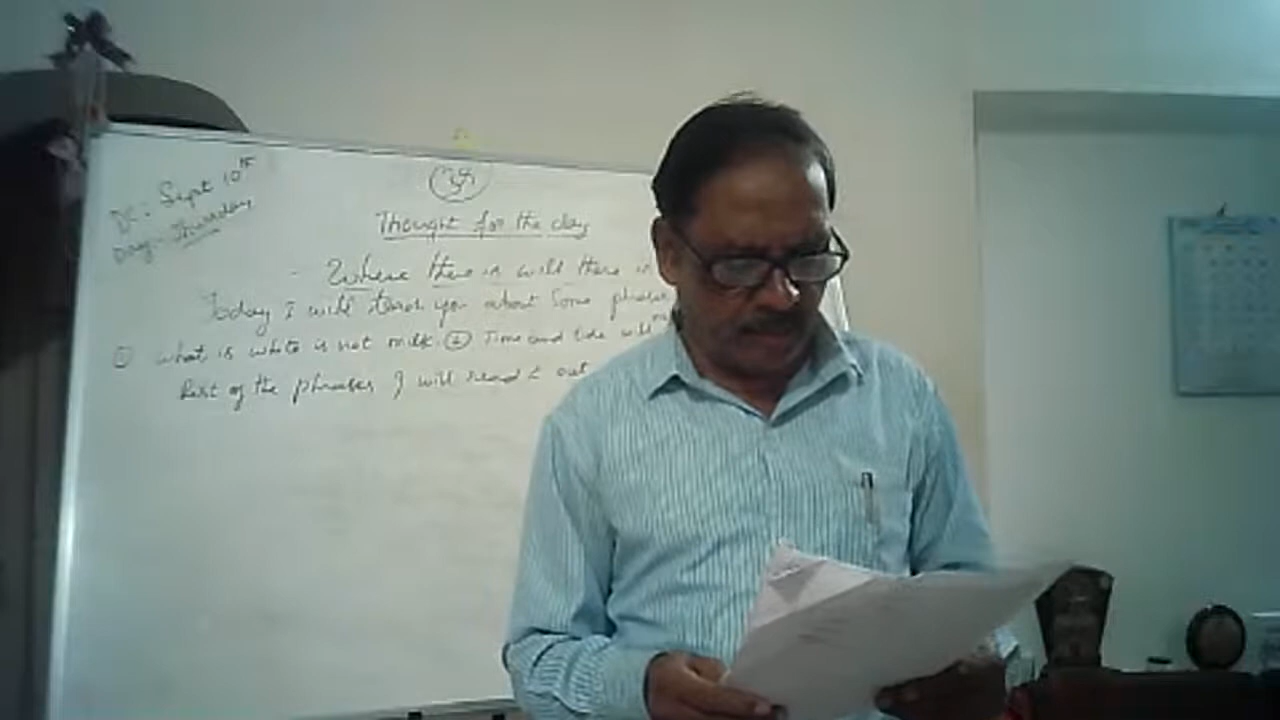 Dt: Sept 10th
Day: Thursday
Thought for the day
- Where there is will there is
Today I will teach you about some phrases
① what is white is not milk. ② Time and tide will
Rest of the phrases I will read it out